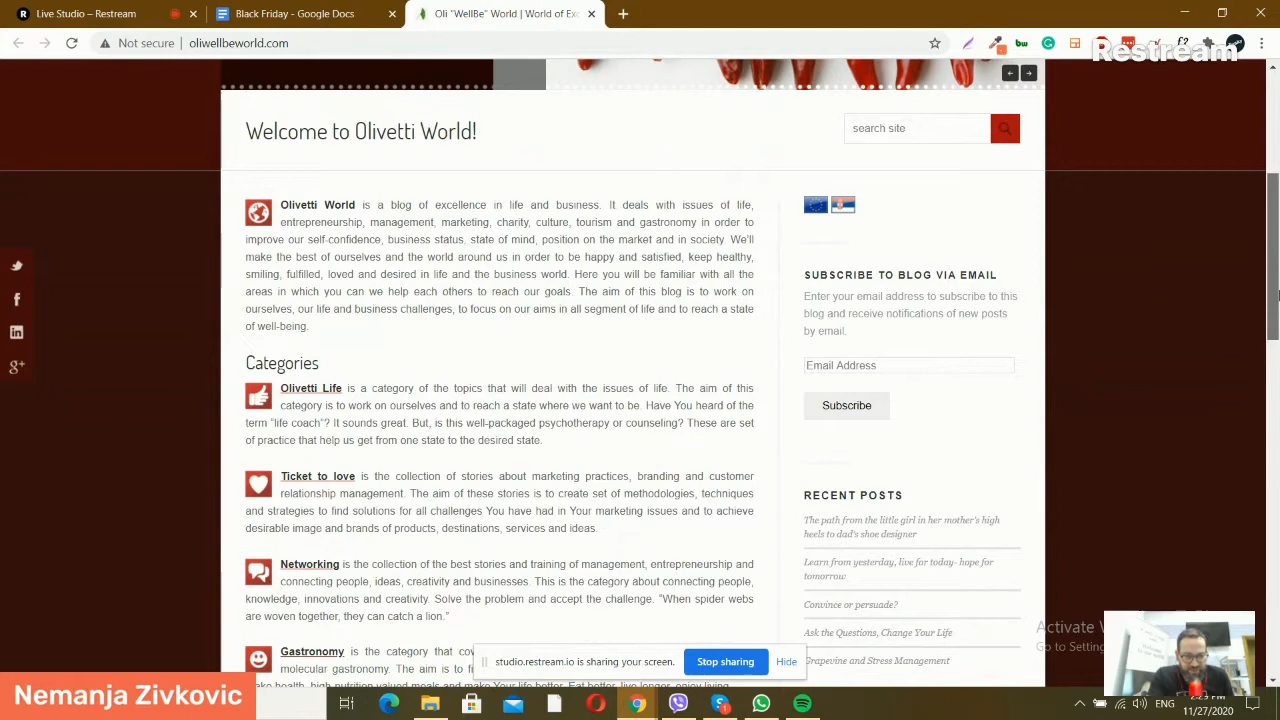 Live Studio – Restream
Black Friday – Google Docs
Oli "WellBe" World | World of Exc
Not secure | oliwellbeworld.com
Restream
Welcome to Olivetti World!
search site
Olivetti World is a blog of excellence in life and business. It deals with issues of life,
entrepreneurship, management, marketing, charity, culture, tourism and gastronomy in order to
improve our self-confidence, business status, state of mind, position on the market and in society. We'll
make the best of ourselves and the world around us in order to be happy and satisfied, keep healthy,
smiling, fulfilled, loved and desired in life and the business world. Here you will be familiar with all the
areas in which you can we help each others to reach our goals. The aim of this blog is to work on
ourselves, our life and business challenges, to focus on our aims in all segment of life and to reach a state
of well-being.
Categories
Olivetti Life is a category of the topics that will deal with the issues of life. The aim of this
category is to work on ourselves and to reach a state where we want to be. Have You heard of the
term "life coach"? It sounds great. But, is this well-packaged psychotherapy or counseling? These are set
of practice that help us get from one state to the desired state.
Ticket to love is the collection of stories about marketing practices, branding and customer
relationship management. The aim of these stories is to create set of methodologies, techniques
and strategies to find solutions for all challenges You have had in Your marketing issues and to achieve
desirable image and brands of products, destinations, services and ideas.
Networking is the collection of the best stories and training of management, entrepreneurship and
connecting people, ideas, creativity and businesses. This is the category about connecting people,
knowledge, innovations and creativity. Solve the problem and accept the challenge. "When spider webs
are woven together, they can catch a lion."
Gastronomy is the category that
molecular gastronomy. The aim is to
make health, high-nutrition valued meals and make Your life better. Eat better, live longer, enjoy living.
SUBSCRIBE TO BLOG VIA EMAIL
Enter your email address to subscribe to this
blog and receive notifications of new posts
by email.
Email Address
Subscribe
RECENT POSTS
The path from the little girl in her mother's high
heels to dad's shoe designer
Learn from yesterday, live for today- hope for
tomorrow
Convince or persuade?
Ask the Questions, Change Your Life
Grapevine and Stress Management
Activate
Go to Setting
studio.restream.io is sharing your screen.
Stop sharing
Hide
Nemanja Zivkovic
ENG
11/27/2020